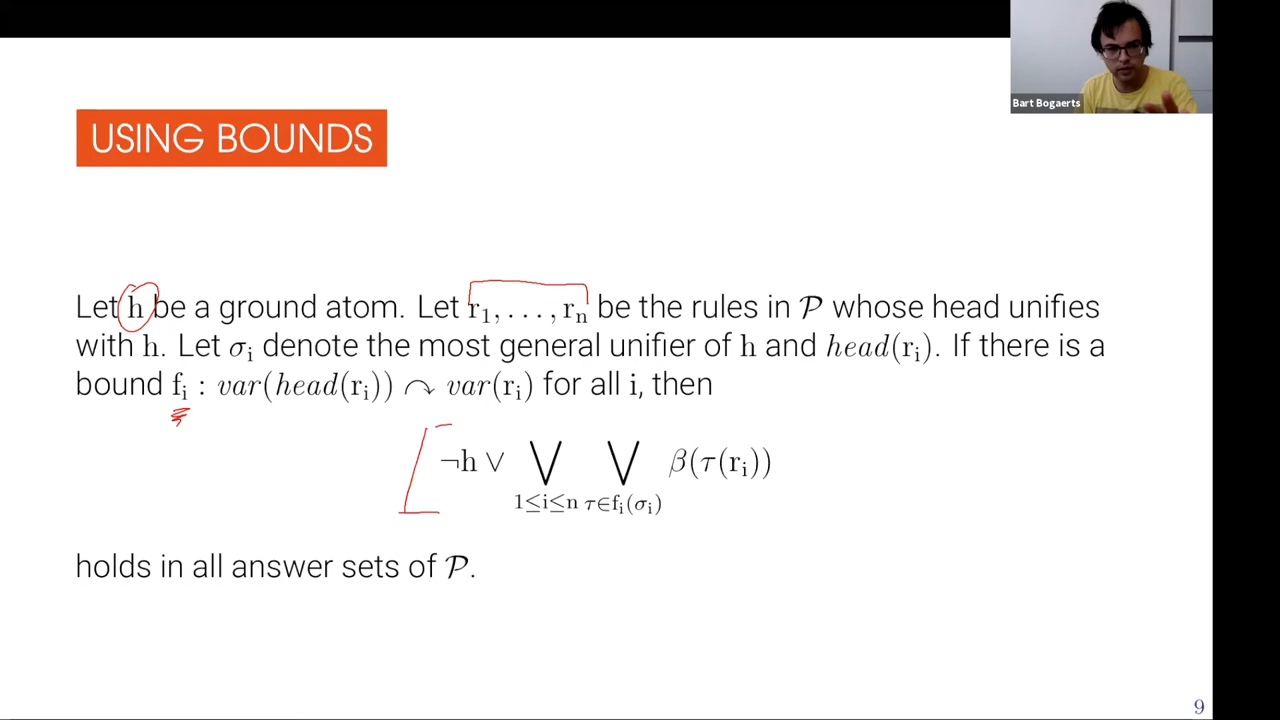 Bart Bogaerts
USING BOUNDS
Let h be a ground atom. Let r₁, . . . , rₙ be the rules in 𝒫 whose head unifies
with h. Let σᵢ denote the most general unifier of h and head(rᵢ). If there is a
bound fᵢ : var(head(rᵢ)) ↷ var(rᵢ) for all i, then
¬h ∨ ⋁ ⋁ β(τ(rᵢ))
1≤i≤n τ∈fᵢ(σᵢ)
holds in all answer sets of 𝒫.
9